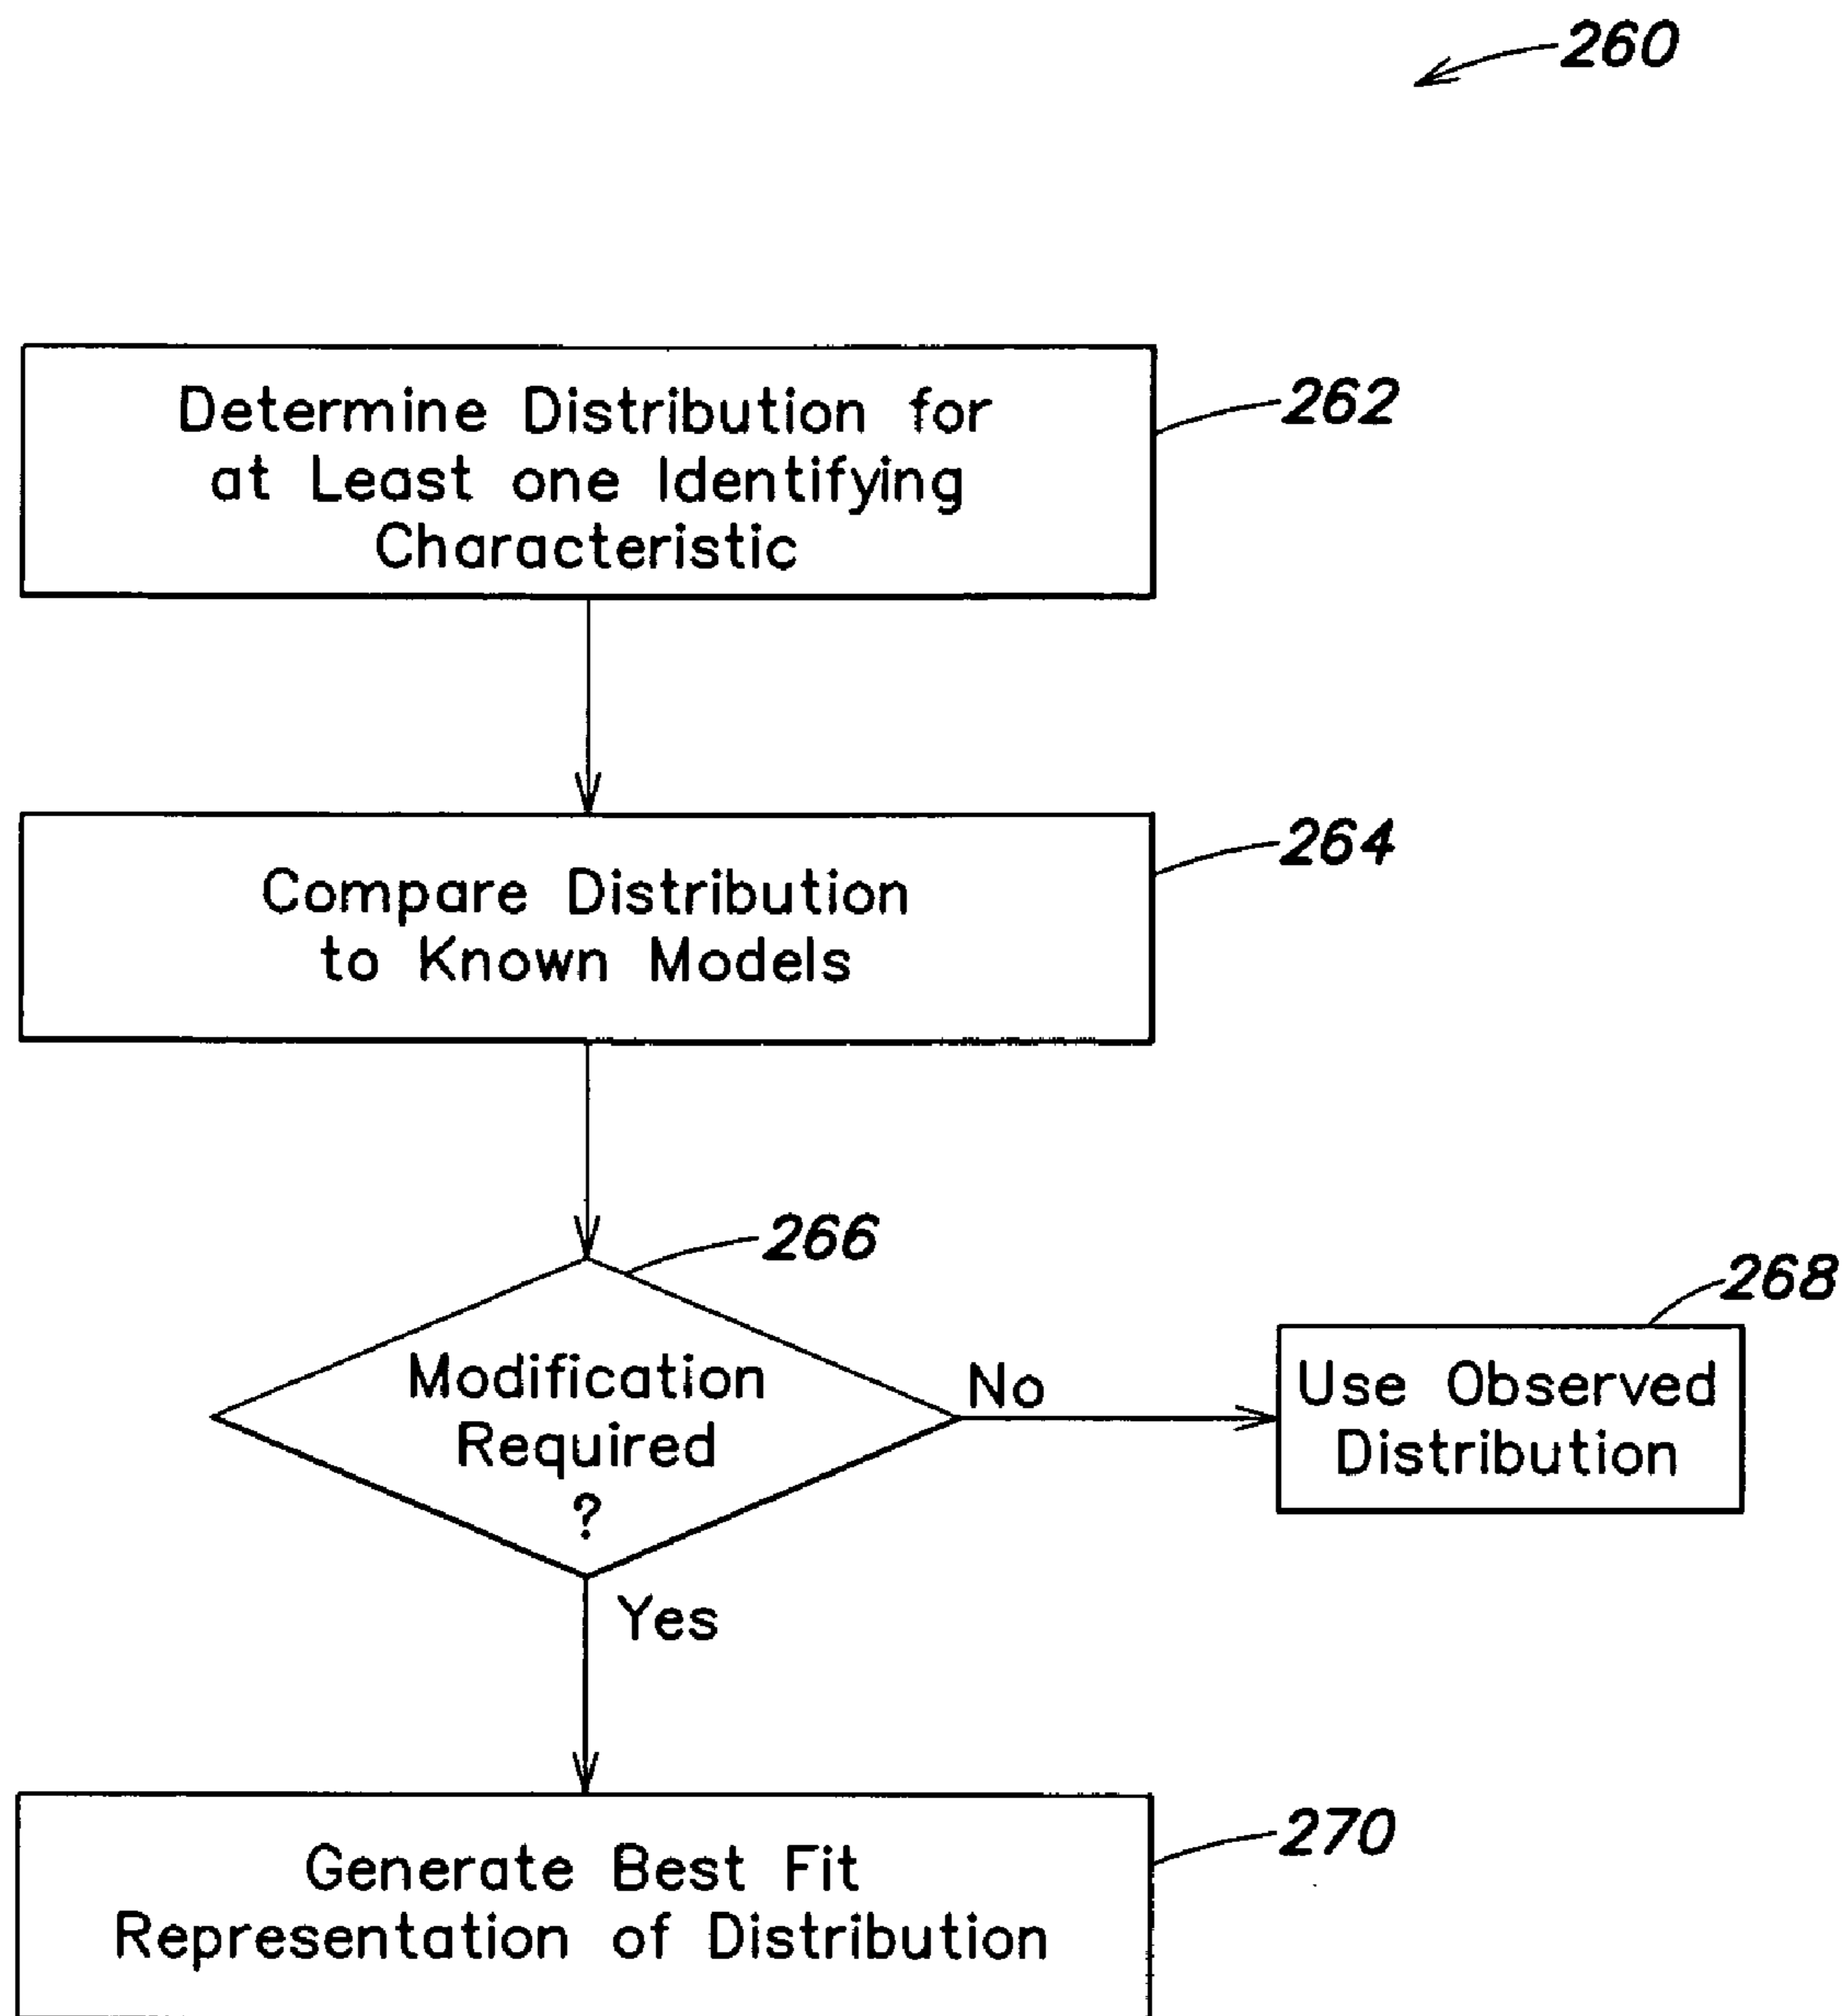 260
Determine Distribution for
at Least one Identifying
Characteristic
262
Compare Distribution
to Known Models
264
266
Modification
Required
?
No
268
Use Observed
Distribution
Yes
Generate Best Fit
Representation of Distribution
270